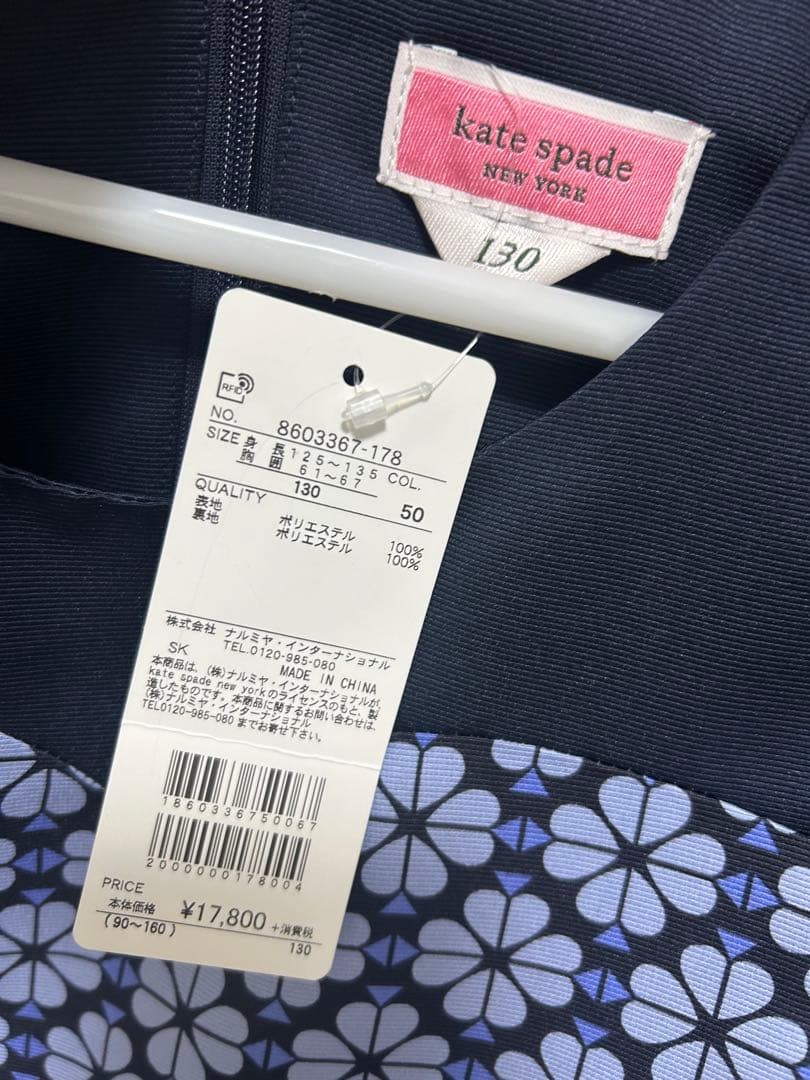 kate spade
NEW YORK
130
RFID
NO. 8603367-178
SIZE 身長 125～135 COL.
胸囲 61～67
130 50
QUALITY
表地 ポリエステル 100%
裏地 ポリエステル 100%
株式会社 ナルミヤ・インターナショナル
SK TEL.0120-985-080
MADE IN CHINA
本商品は、(株)ナルミヤ・インターナショナルが、
kate spade new yorkのライセンスのもと、製
造したものです。本商品に関するお問い合わせは、
(株)ナルミヤ・インターナショナル
TEL0120-985-080 までお寄せ下さい。
1860336750067
2000000178004
PRICE
本体価格 ¥17,800 +消費税
(90～160) 130